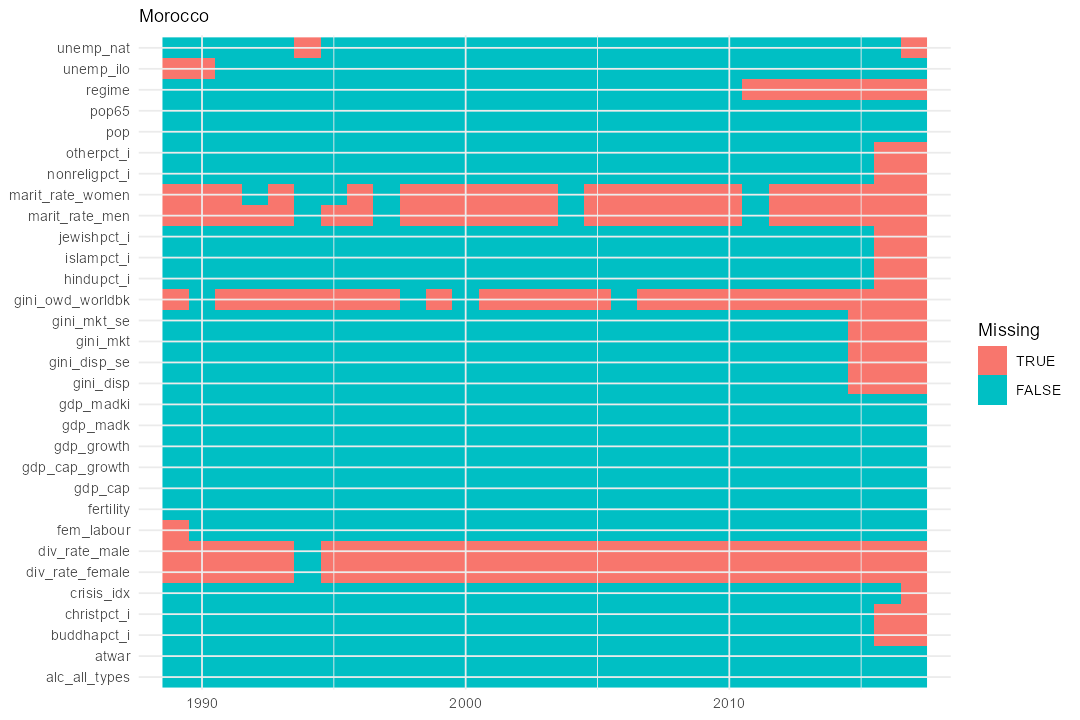 Morocco
unemp_nat
unemp_ilo
regime
pop65
pop
otherpct_i
nonreligpct_i
marit_rate_women
marit_rate_men
jewishpct_i
islampct_i
hindupct_i
gini_owd_worldbk
gini_mkt_se
gini_mkt
gini_disp_se
gini_disp
gdp_madki
gdp_madk
gdp_growth
gdp_cap_growth
gdp_cap
fertility
fem_labour
div_rate_male
div_rate_female
crisis_idx
christpct_i
buddhapct_i
atwar
alc_all_types
1990 2000 2010
Missing
TRUE
FALSE